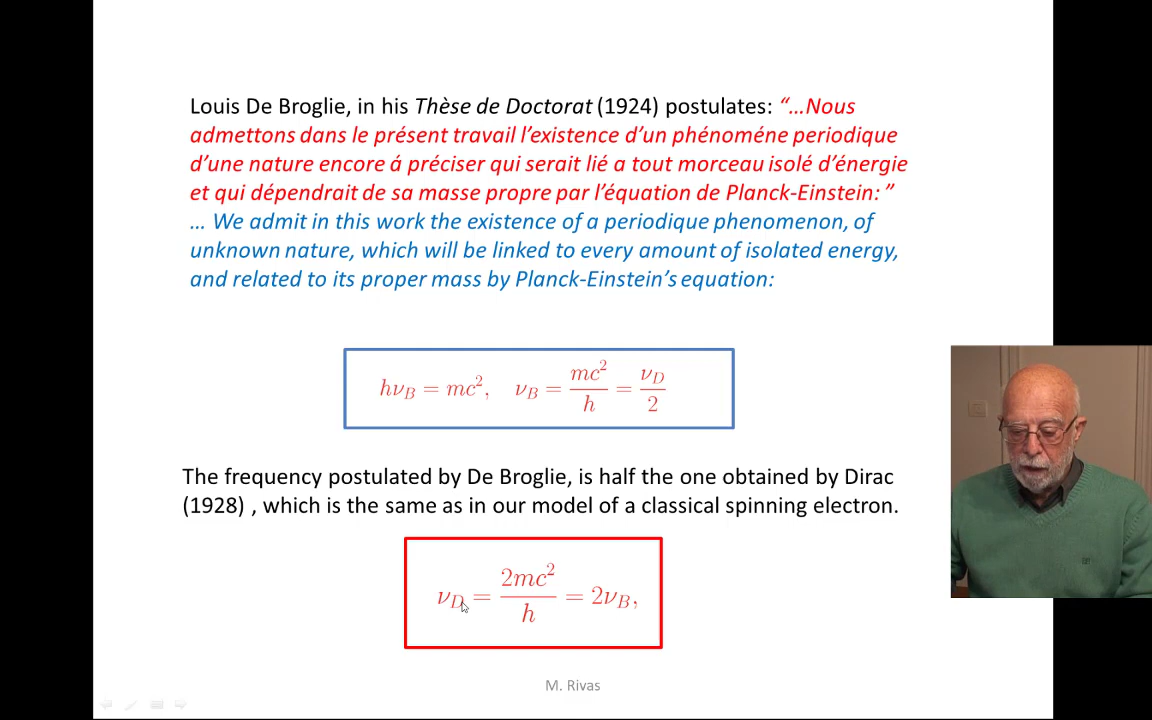 Louis De Broglie, in his Thèse de Doctorat (1924) postulates: “…Nous
admettons dans le présent travail l’existence d’un phénoméne periodique
d’une nature encore á préciser qui serait lié a tout morceau isolé d’énergie
et qui dépendrait de sa masse propre par l’équation de Planck-Einstein: ”
… We admit in this work the existence of a periodique phenomenon, of
unknown nature, which will be linked to every amount of isolated energy,
and related to its proper mass by Planck-Einstein’s equation:
hν_B = mc², ν_B = mc²/h = ν_D/2
The frequency postulated by De Broglie, is half the one obtained by Dirac
(1928) , which is the same as in our model of a classical spinning electron.
ν_D = 2mc²/h = 2ν_B,
M. Rivas